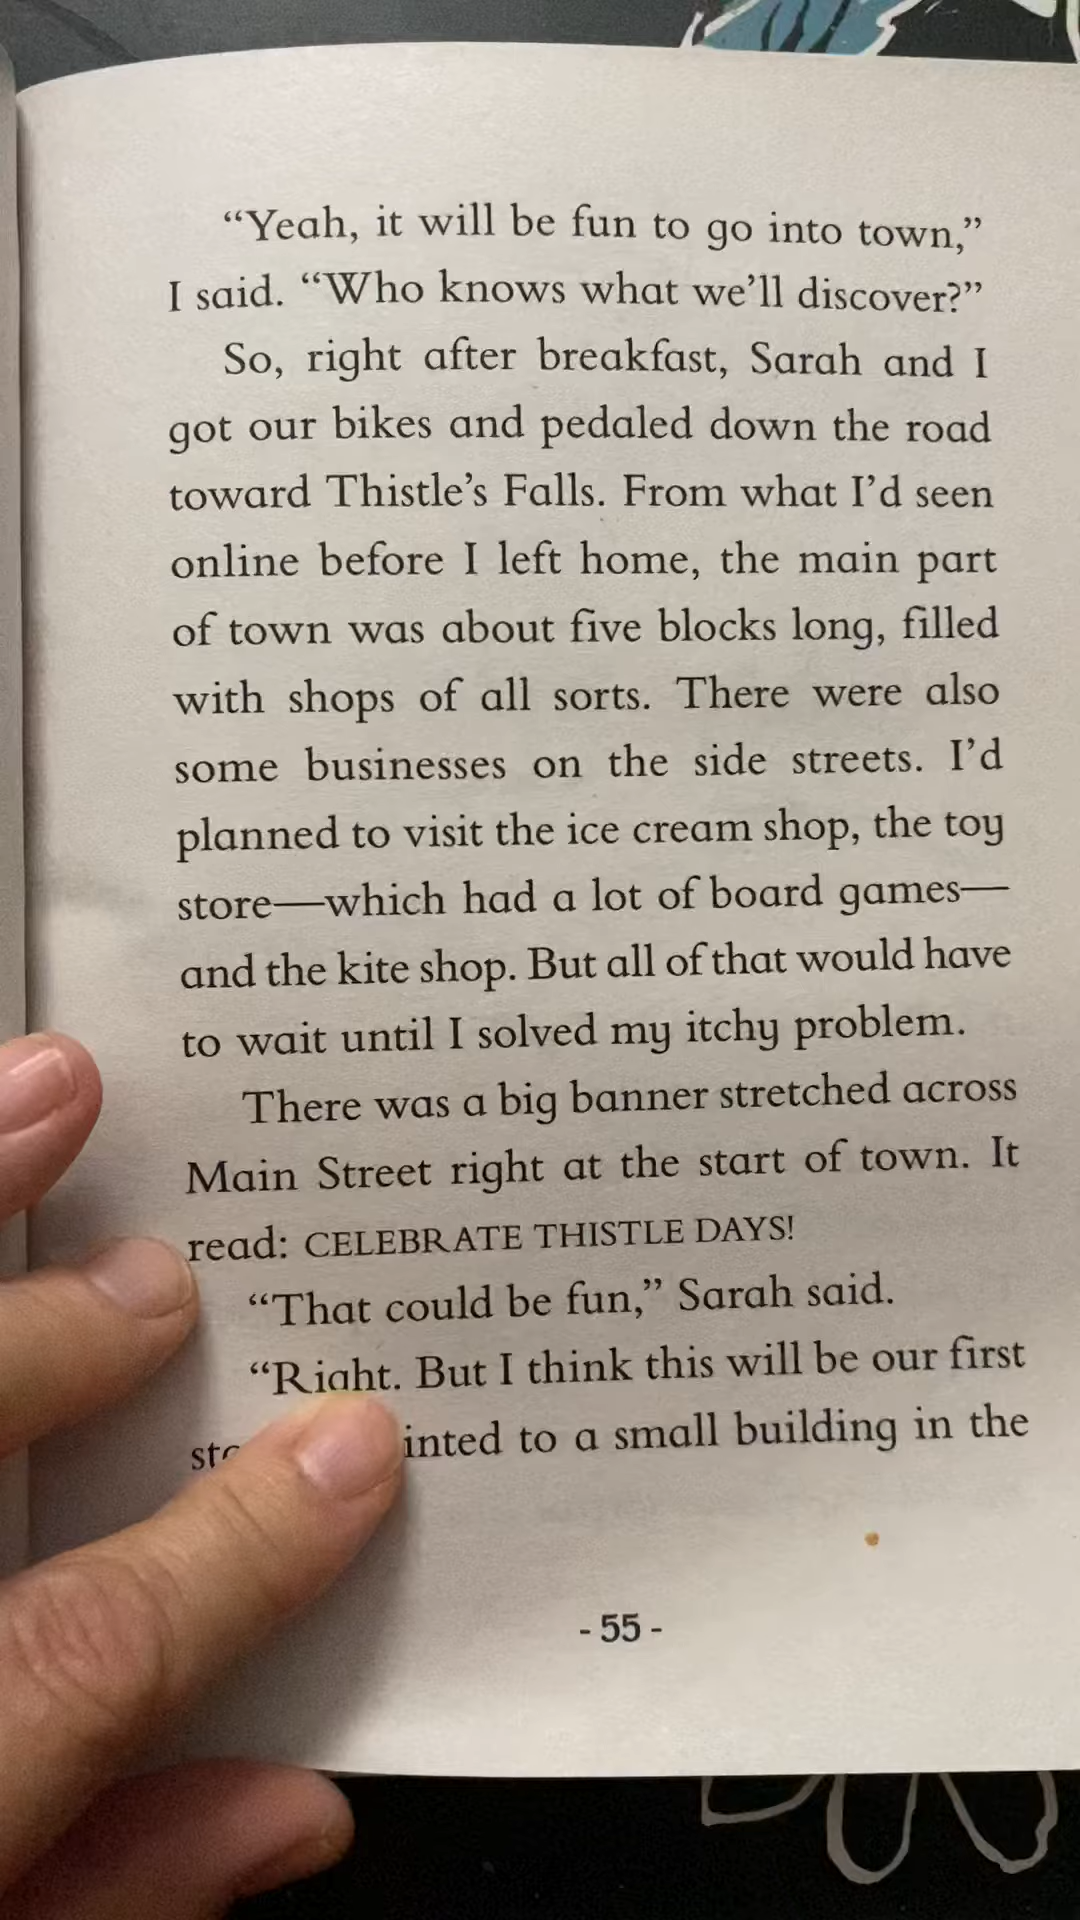 “Yeah, it will be fun to go into town,”
I said. “Who knows what we’ll discover?”
So, right after breakfast, Sarah and I
got our bikes and pedaled down the road
toward Thistle’s Falls. From what I’d seen
online before I left home, the main part
of town was about five blocks long, filled
with shops of all sorts. There were also
some businesses on the side streets. I’d
planned to visit the ice cream shop, the toy
store—which had a lot of board games—
and the kite shop. But all of that would have
to wait until I solved my itchy problem.
There was a big banner stretched across
Main Street right at the start of town. It
read: CELEBRATE THISTLE DAYS!
“That could be fun,” Sarah said.
“Right. But I think this will be our first
to a small building in the
- 55 -